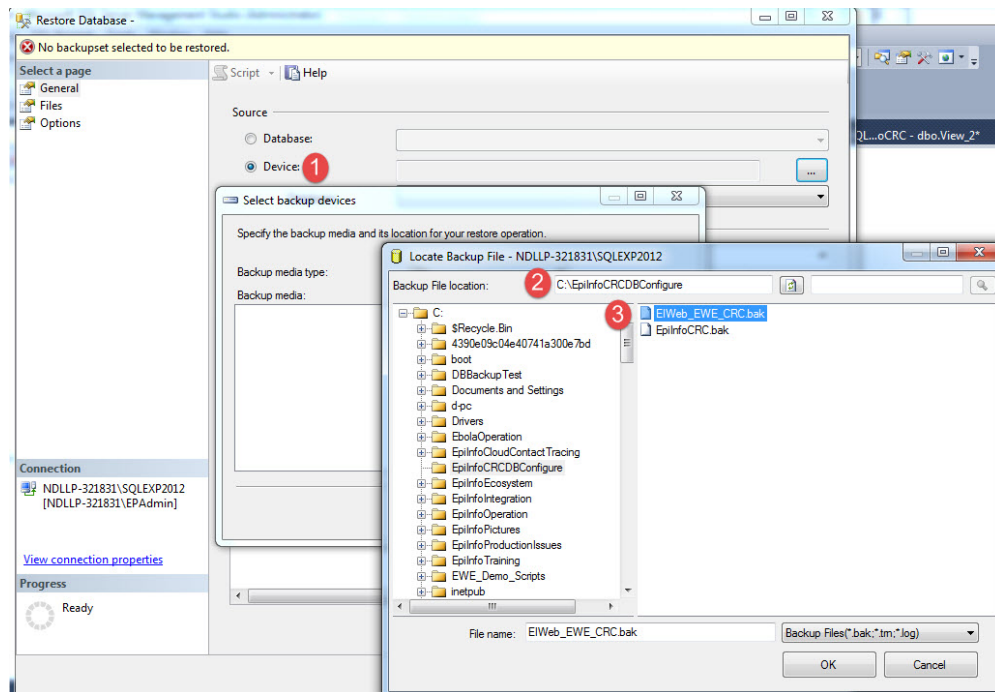 Restore Database -
No backupset selected to be restored.
Select a page
General
Files
Options
Script
Help
Source
Database:
Device:
1
...
QL...oCRC - dbo.View_2*
Select backup devices
Specify the backup media and its location for your restore operation.
Backup media type:
Backup media:
Locate Backup File - NDLLP-321831\SQLEXP2012
Backup File location:
2
C:\EpiInfoCRCDBConfigure
C:
$Recycle.Bin
4390e09c04e40741a300e7bd
boot
DBBackupTest
Documents and Settings
d-pc
Drivers
EbolaOperation
EpiInfoCloudContactTracing
EpiInfoCRCDBConfigure
EpiInfoEcosystem
EpiInfoIntegration
EpiInfoOperation
EpiInfoPictures
EpiInfoProductionIssues
EpiInfoTraining
EWE_Demo_Scripts
inetpub
3
EIWeb_EWE_CRC.bak
EpiInfoCRC.bak
File name:
EIWeb_EWE_CRC.bak
Backup Files(*.bak;*.trn;*.log)
OK
Cancel
Connection
NDLLP-321831\SQLEXP2012
[NDLLP-321831\EPAdmin]
View connection properties
Progress
Ready